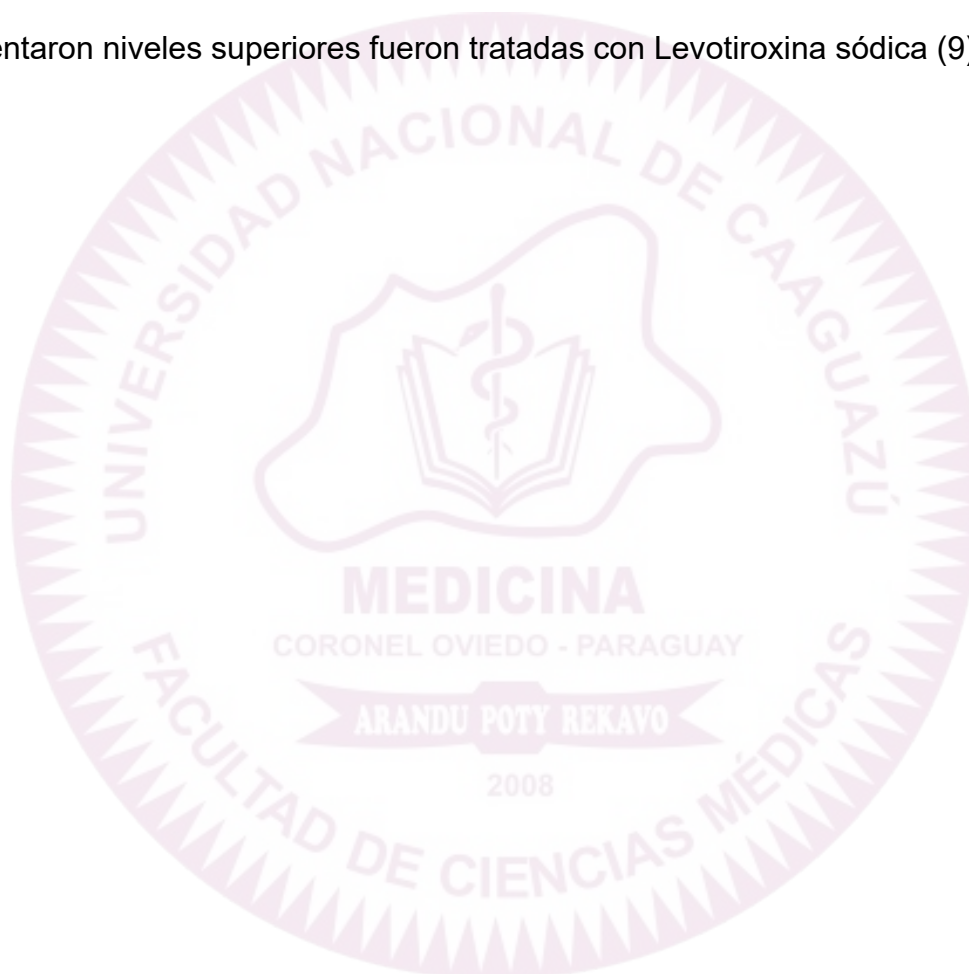 entaron niveles superiores fueron tratadas con Levotiroxina sódica (9)
UNIVERSIDAD NACIONAL DE CAAGUAZÚ
MEDICINA
CORONEL OVIEDO - PARAGUAY
ARANDU POTY REKAVO
2008
FACULTAD DE CIENCIAS MÉDICAS